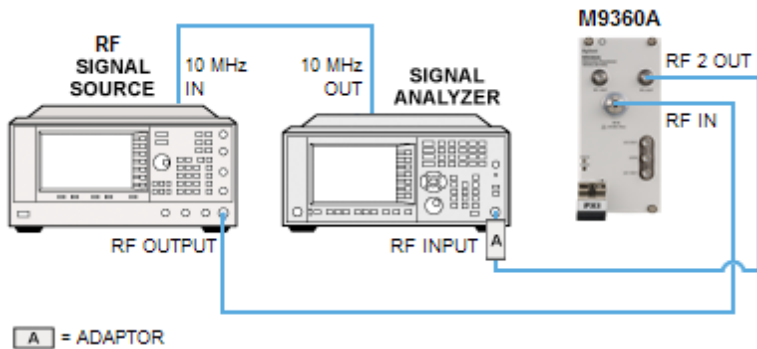 M9360A
RF
SIGNAL
SOURCE
10 MHz
IN
10 MHz
OUT
SIGNAL
ANALYZER
RF 2 OUT
RF IN
PXI
RF OUTPUT
RF INPUT
A
A = ADAPTOR